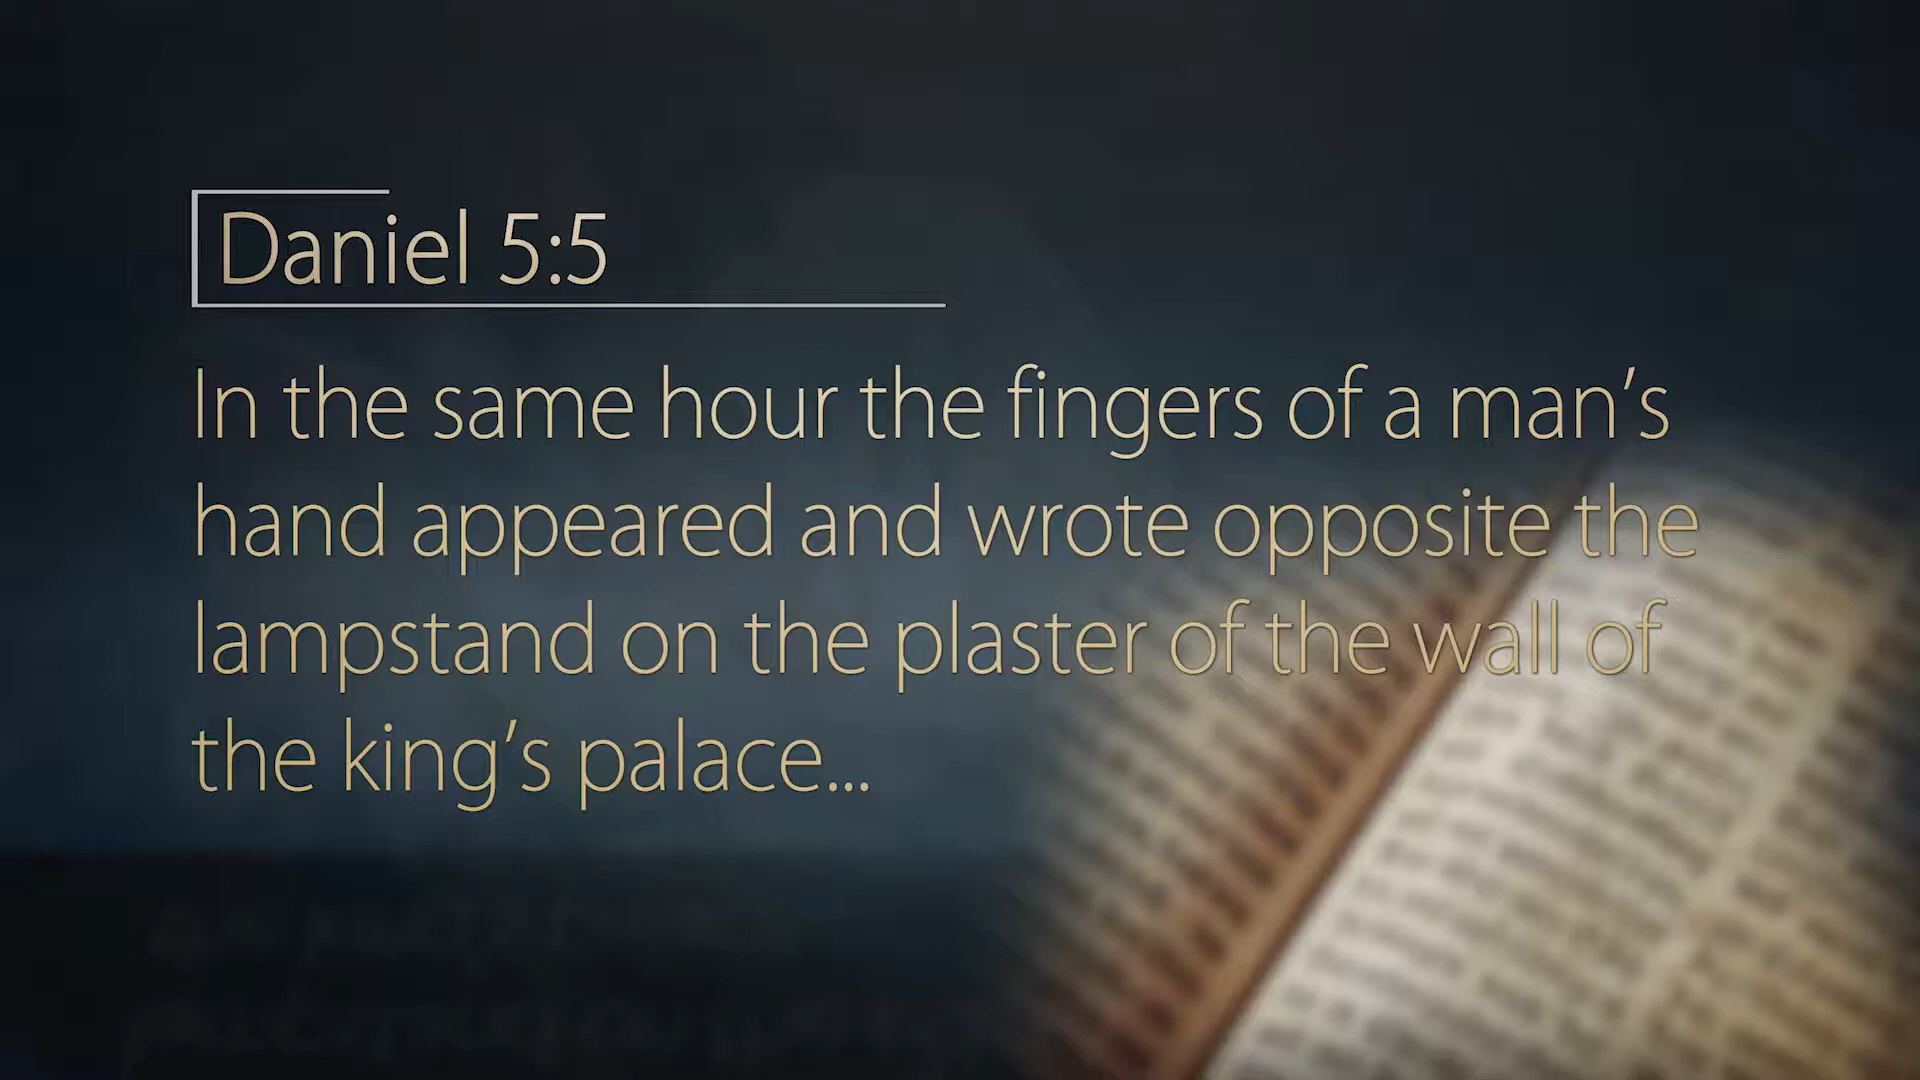 Daniel 5:5
In the same hour the fingers of a man’s
hand appeared and wrote opposite the
lampstand on the plaster of the wall of
the king’s palace...